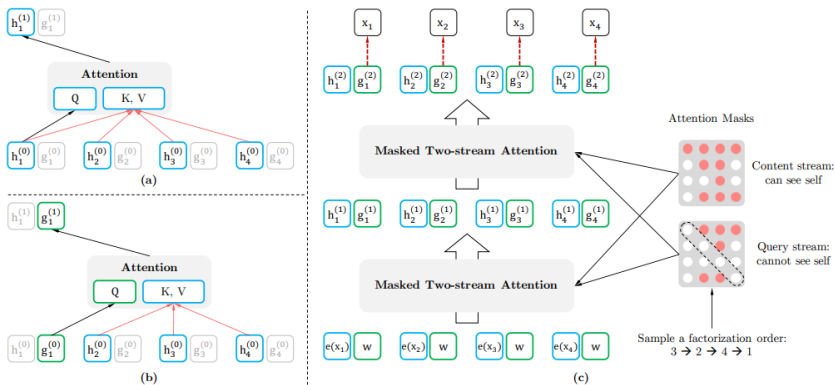 h₁⁽¹⁾ g₁⁽¹⁾
Attention
Q K, V
h₁⁽⁰⁾ g₁⁽⁰⁾ h₂⁽⁰⁾ g₂⁽⁰⁾ h₃⁽⁰⁾ g₃⁽⁰⁾ h₄⁽⁰⁾ g₄⁽⁰⁾
(a)
h₁⁽¹⁾ g₁⁽¹⁾
Attention
Q K, V
h₁⁽⁰⁾ g₁⁽⁰⁾ h₂⁽⁰⁾ g₂⁽⁰⁾ h₃⁽⁰⁾ g₃⁽⁰⁾ h₄⁽⁰⁾ g₄⁽⁰⁾
(b)
x₁ x₂ x₃ x₄
h₁⁽²⁾ g₁⁽²⁾ h₂⁽²⁾ g₂⁽²⁾ h₃⁽²⁾ g₃⁽²⁾ h₄⁽²⁾ g₄⁽²⁾
Masked Two-stream Attention
h₁⁽¹⁾ g₁⁽¹⁾ h₂⁽¹⁾ g₂⁽¹⁾ h₃⁽¹⁾ g₃⁽¹⁾ h₄⁽¹⁾ g₄⁽¹⁾
Masked Two-stream Attention
e(x₁) w e(x₂) w e(x₃) w e(x₄) w
(c)
Attention Masks
Content stream:
can see self
Query stream:
cannot see self
Sample a factorization order:
3 → 2 → 4 → 1